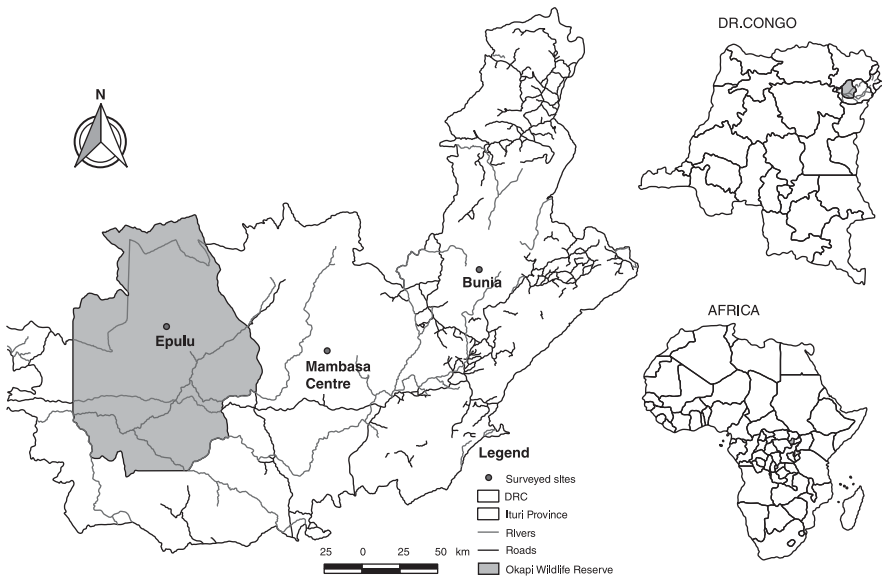 DR.CONGO
N
Bunia
Epulu
Mambasa
Centre
AFRICA
Legend
Surveyed sites
DRC
Ituri Province
Rivers
Roads
Okapi Wildlife Reserve
25 0 25 50 km